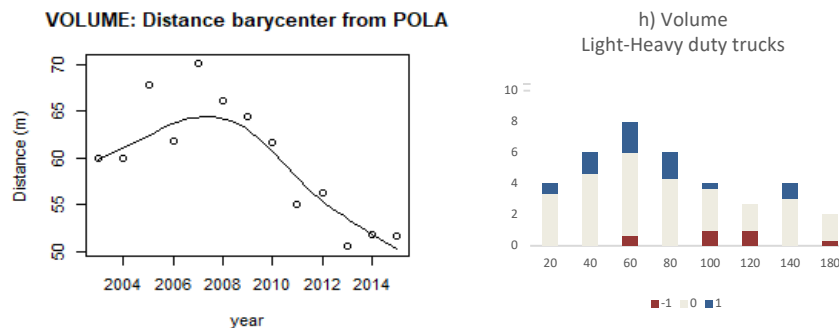 VOLUME: Distance barycenter from POLA
Distance (m)
70
65
60
55
50
2004 2006 2008 2010 2012 2014
year
h) Volume
Light-Heavy duty trucks
10
8
6
4
2
0
20 40 60 80 100 120 140 180
-1 0 1